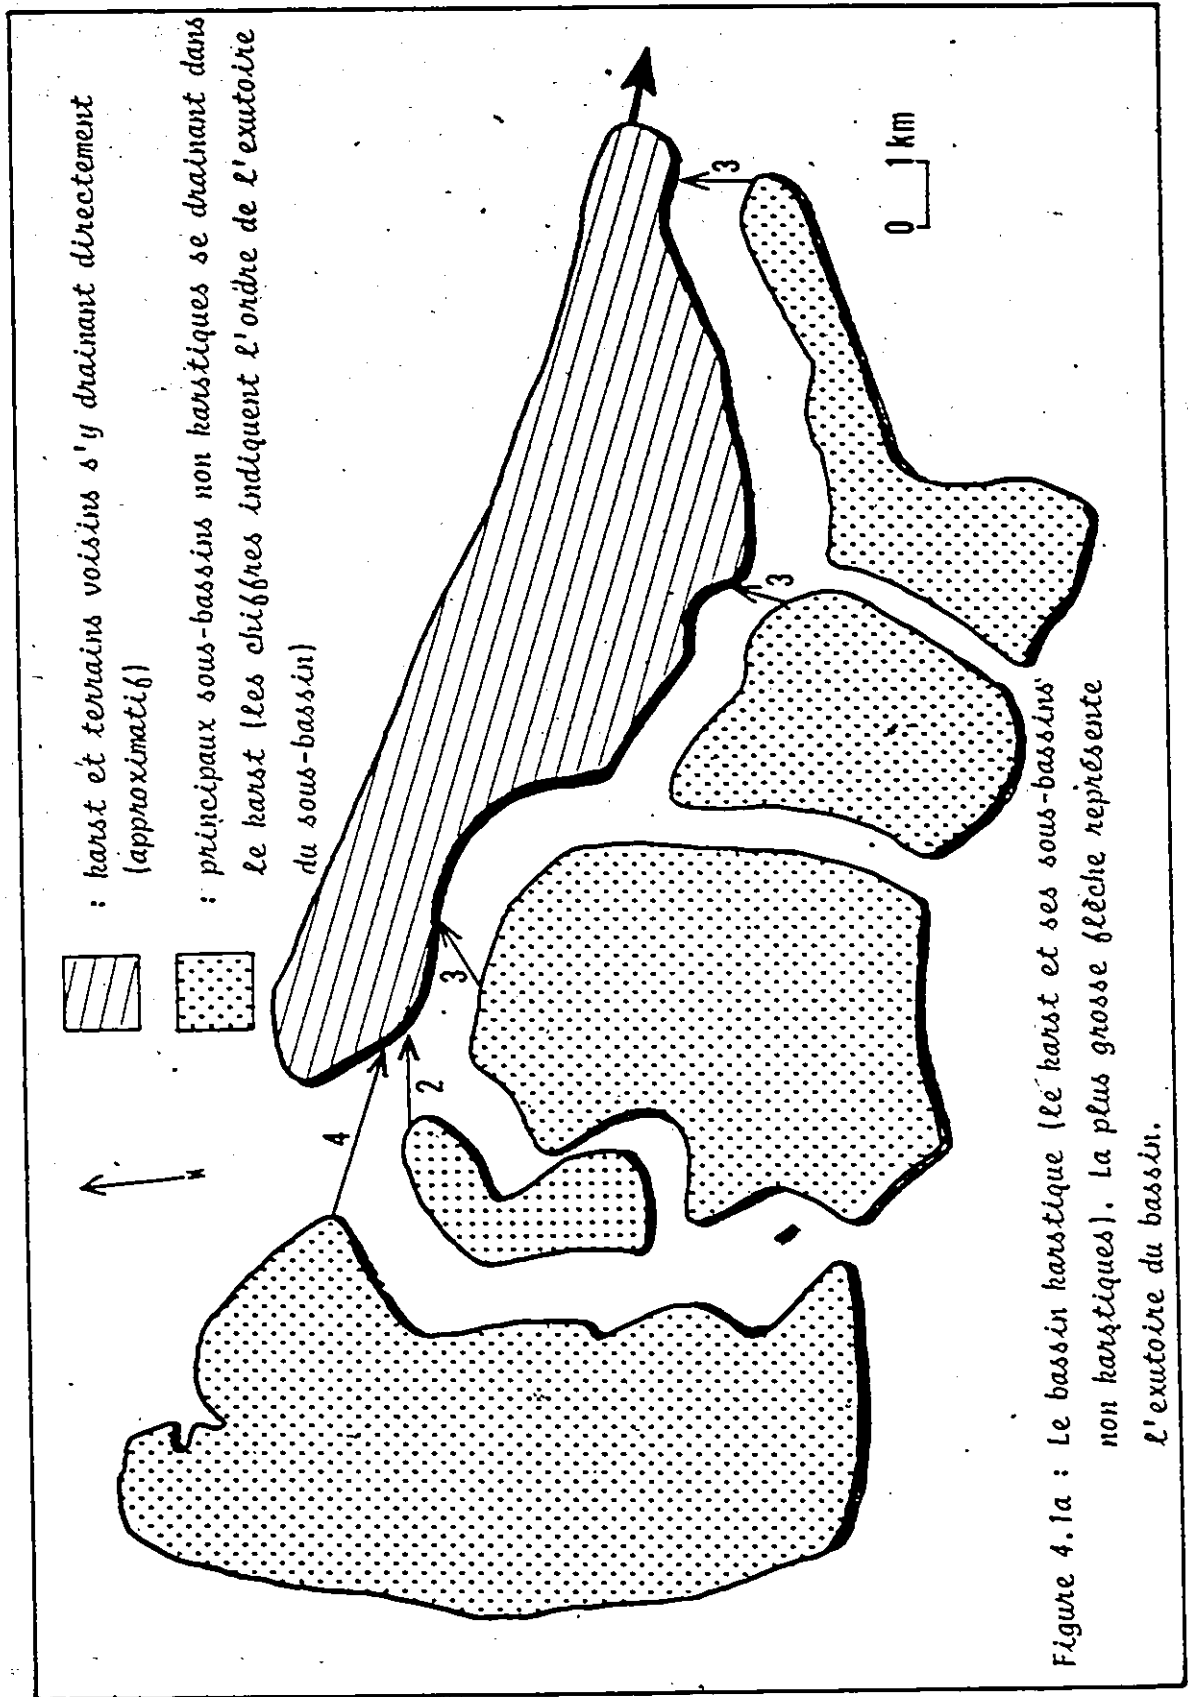 : karst et terrains voisins s'y drainant directement
(approximatif)
: principaux sous-bassins non karstiques se drainant dans
le karst (les chiffres indiquent l'ordre de l'exutoire
du sous-bassin)
N
4
2
3
3
3
0 1 km
Figure 4.1a : Le bassin karstique (le karst et ses sous-bassins
non karstiques). La plus grosse flèche représente
l'exutoire du bassin.